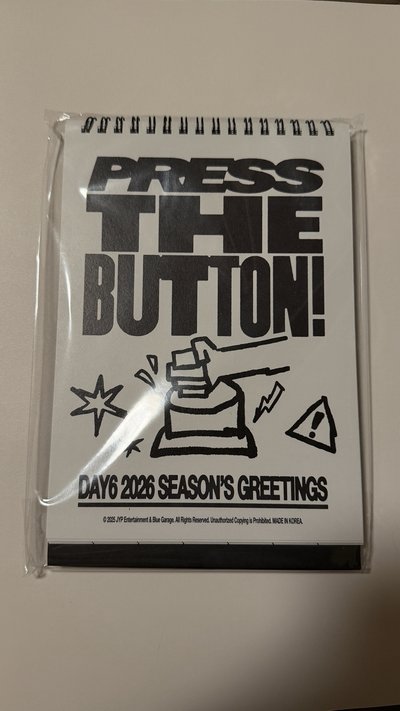 PRESS
THE
BUTTON!
!
DAY6 2026 SEASON'S GREETINGS
© 2025 JYP Entertainment & Blue Garage. All Rights Reserved. Unauthorized Copying is Prohibited. MADE IN KOREA.